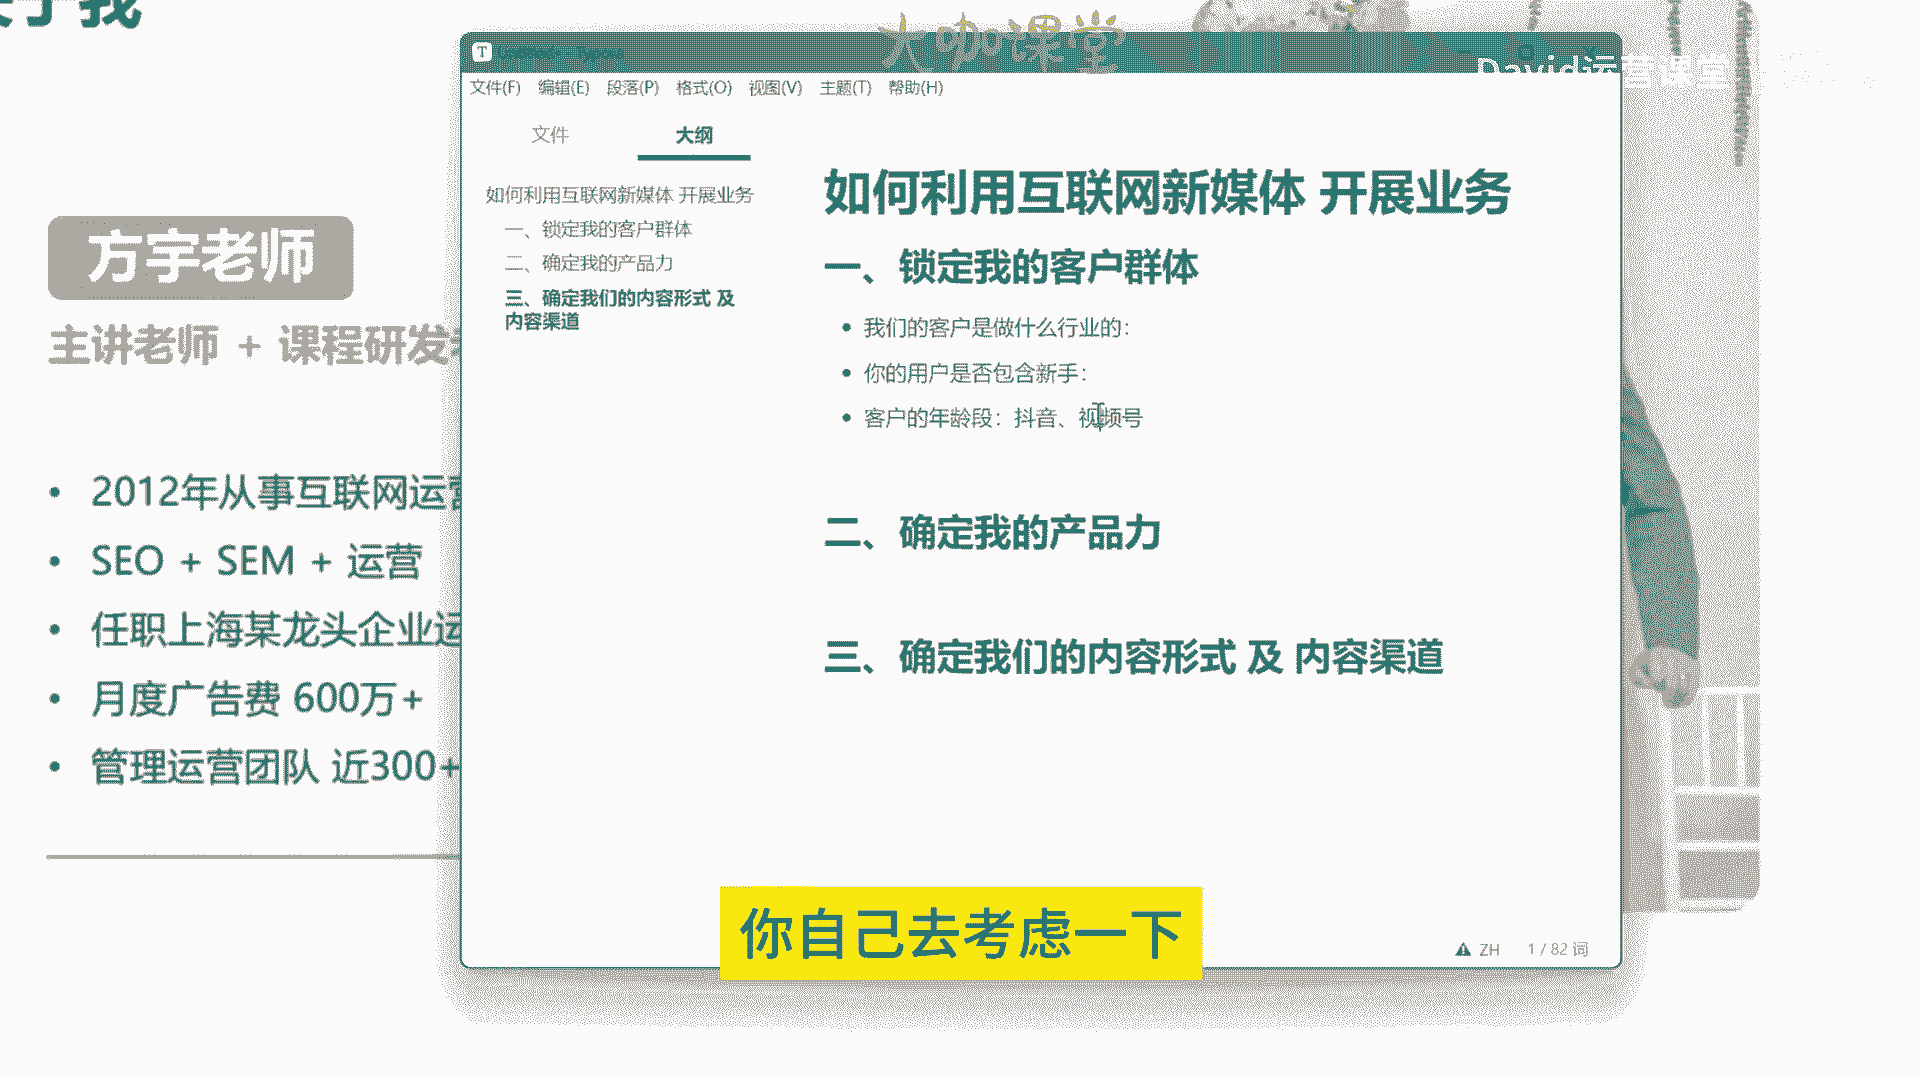 于我
大咖课堂
David运营课堂
方宇老师
主讲老师 + 课程研发
• 2012年从事互联网运营
• SEO + SEM + 运营
• 任职上海某龙头企业运
• 月度广告费 600万+
• 管理运营团队 近300+
文件(F) 编辑(E) 段落(P) 格式(O) 视图(V) 主题(T) 帮助(H)
文件 大纲
如何利用互联网新媒体 开展业务
一、锁定我的客户群体
二、确定我的产品力
三、确定我们的内容形式 及
内容渠道
如何利用互联网新媒体 开展业务
一、锁定我的客户群体
• 我们的客户是做什么行业的：
• 你的用户是否包含新手：
• 客户的年龄段：抖音、视频号
二、确定我的产品力
三、确定我们的内容形式 及 内容渠道
ZH 1 / 82 词
你自己去考虑一下